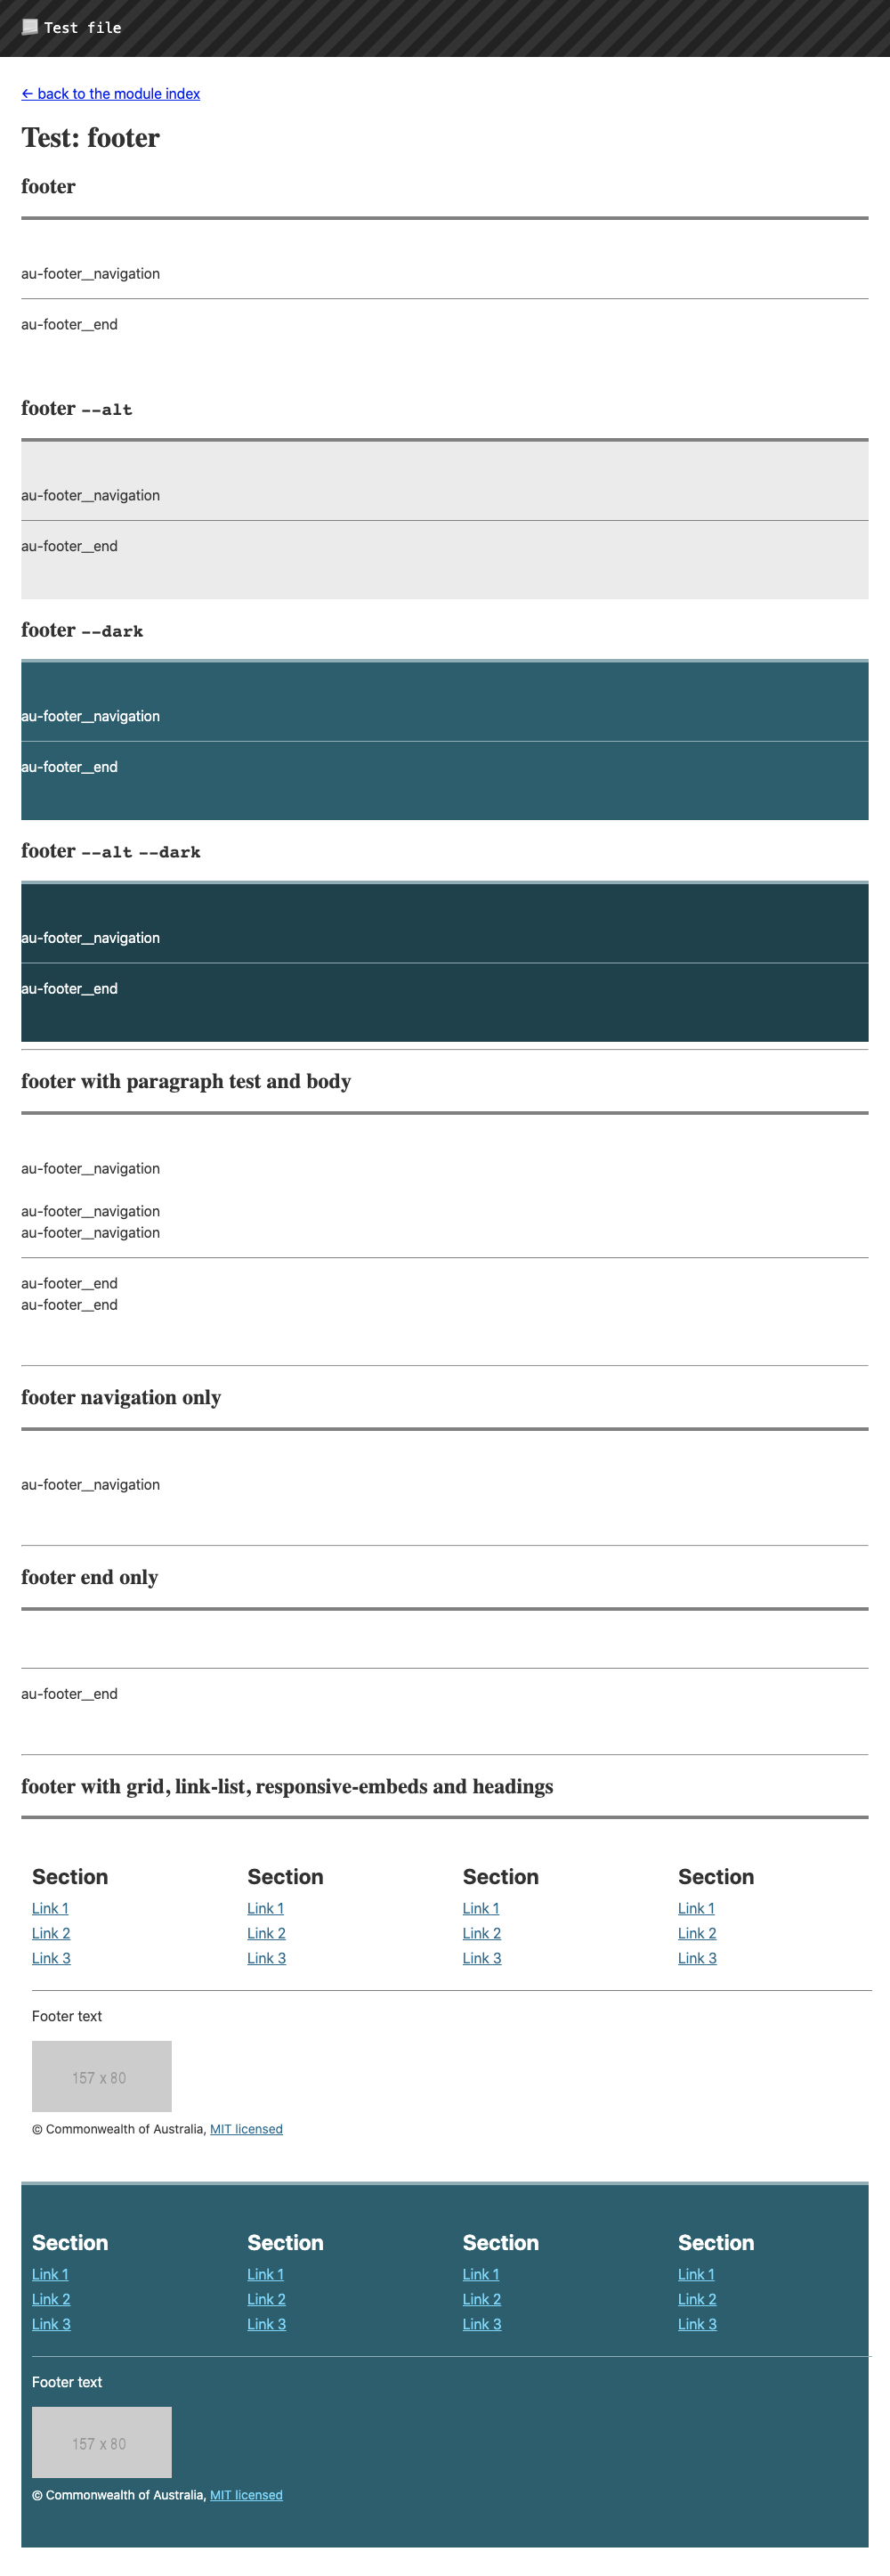 Test file
← back to the module index
Test: footer
footer
au-footer__navigation
au-footer__end
footer --alt
au-footer__navigation
au-footer__end
footer --dark
au-footer__navigation
au-footer__end
footer --alt --dark
au-footer__navigation
au-footer__end
footer with paragraph test and body
au-footer__navigation
au-footer__navigation
au-footer__navigation
au-footer__end
au-footer__end
footer navigation only
au-footer__navigation
footer end only
au-footer__end
footer with grid, link-list, responsive-embeds and headings
Section Section Section Section
Link 1 Link 1 Link 1 Link 1
Link 2 Link 2 Link 2 Link 2
Link 3 Link 3 Link 3 Link 3
Footer text
157 x 80
© Commonwealth of Australia, MIT licensed
Section Section Section Section
Link 1 Link 1 Link 1 Link 1
Link 2 Link 2 Link 2 Link 2
Link 3 Link 3 Link 3 Link 3
Footer text
157 x 80
© Commonwealth of Australia, MIT licensed